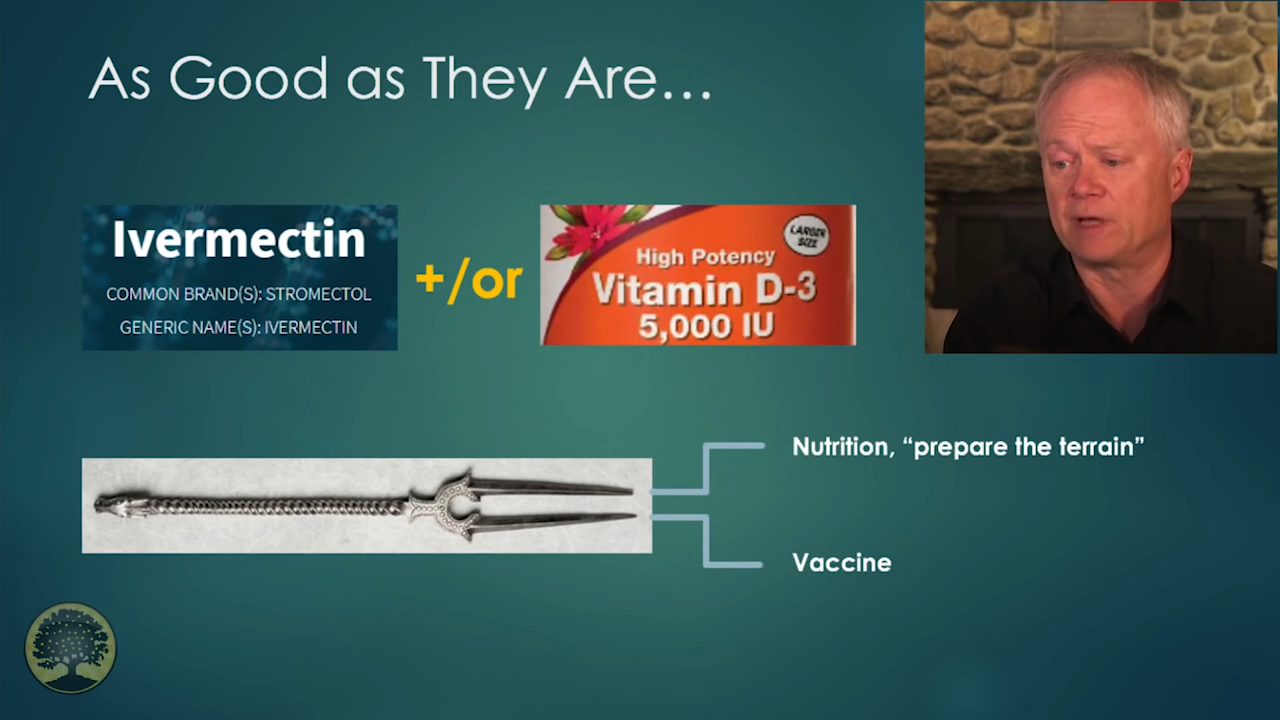 As Good as They Are…
Ivermectin
COMMON BRAND(S): STROMECTOL
GENERIC NAME(S): IVERMECTIN
+/or
LARGER
SIZE
High Potency
Vitamin D-3
5,000 IU
Nutrition, “prepare the terrain”
Vaccine